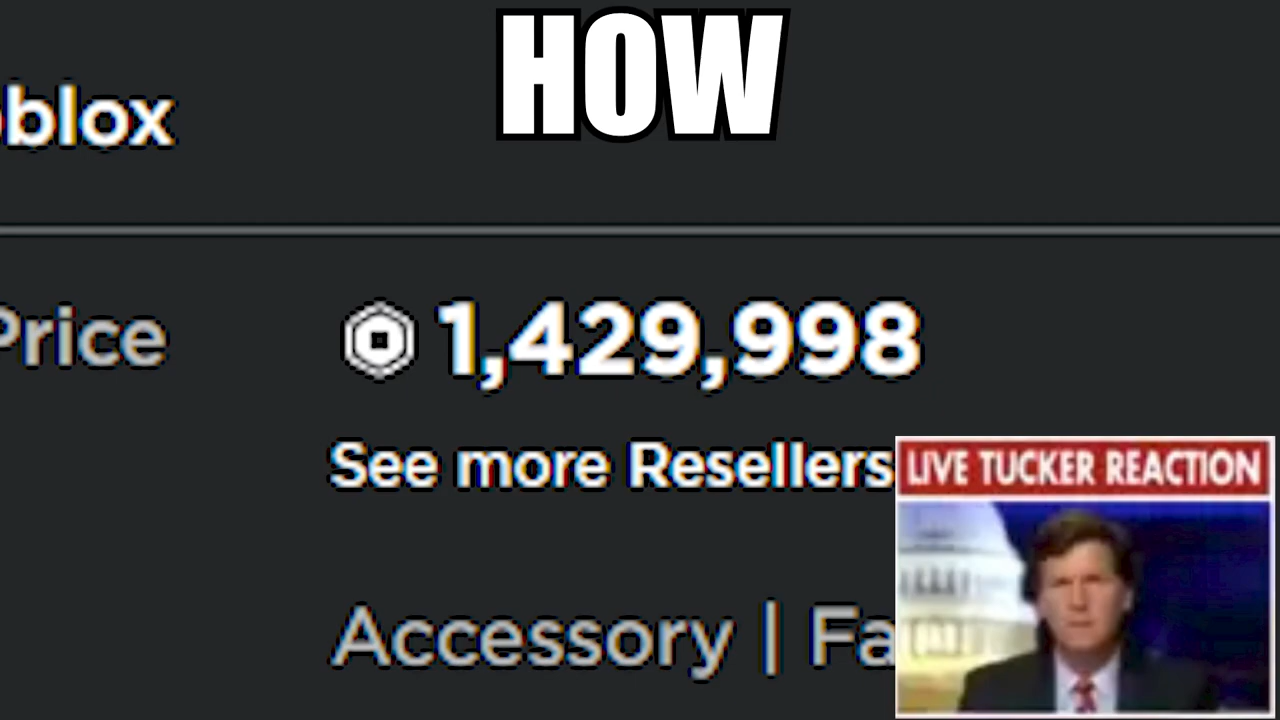 HOW
blox
Price
1,429,998
See more Resellers
LIVE TUCKER REACTION
Accessory | Fa